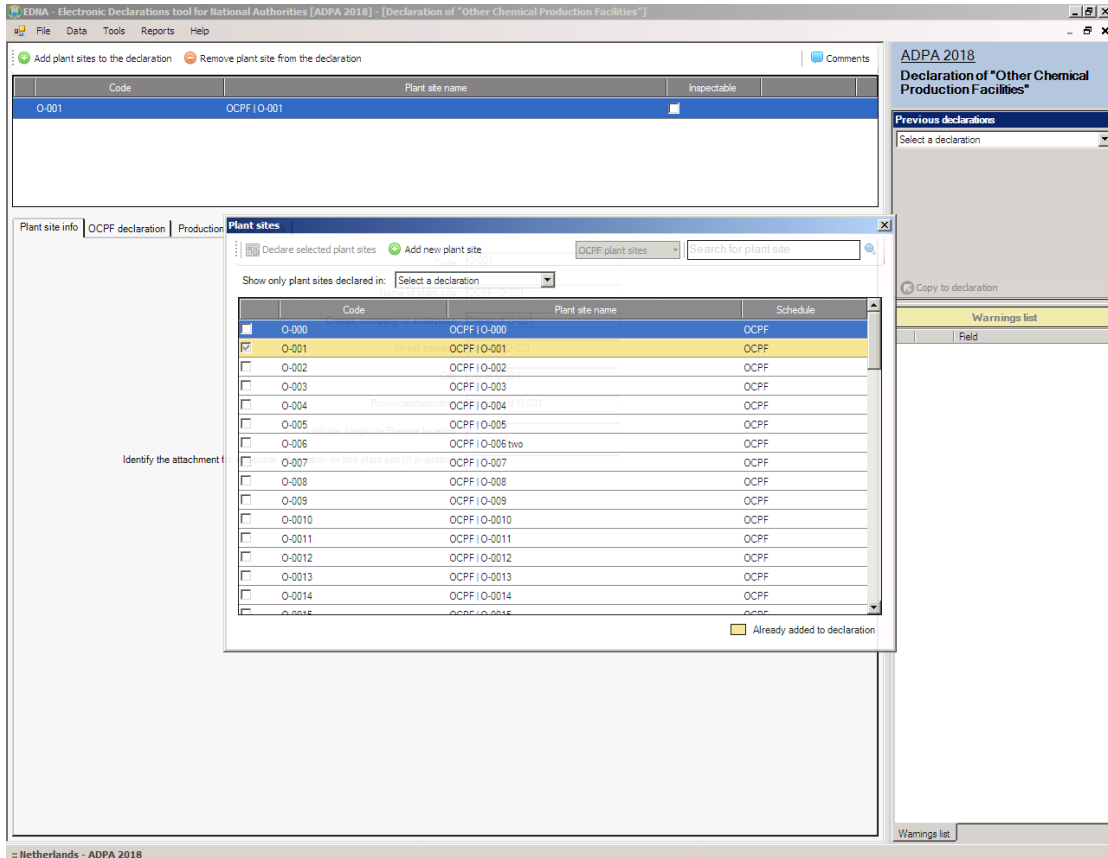 EDNA - Electronic Declarations tool for National Authorities [ADPA 2018] - [Declaration of "Other Chemical Production Facilities"]
File Data Tools Reports Help
Add plant sites to the declaration Remove plant site from the declaration Comments
Code Plant site name Inspectable
O-001 OCPF | O-001
ADPA 2018
Declaration of "Other Chemical
Production Facilities"
Previous declarations
Select a declaration
Copy to declaration
Warnings list
Field
Plant site info OCPF declaration Production
Identify the attachment
Plant sites
Declare selected plant sites Add new plant site OCPF plant sites Search for plant site
Show only plant sites declared in: Select a declaration
Code Plant site name Schedule
O-000 OCPF | O-000 OCPF
O-001 OCPF | O-001 OCPF
O-002 OCPF | O-002 OCPF
O-003 OCPF | O-003 OCPF
O-004 OCPF | O-004 OCPF
O-005 OCPF | O-005 OCPF
O-006 OCPF | O-006 two OCPF
O-007 OCPF | O-007 OCPF
O-008 OCPF | O-008 OCPF
O-009 OCPF | O-009 OCPF
O-0010 OCPF | O-0010 OCPF
O-0011 OCPF | O-0011 OCPF
O-0012 OCPF | O-0012 OCPF
O-0013 OCPF | O-0013 OCPF
O-0014 OCPF | O-0014 OCPF
O-0015 OCPF | O-0015 OCPF
Already added to declaration
Warnings list
:: Netherlands - ADPA 2018